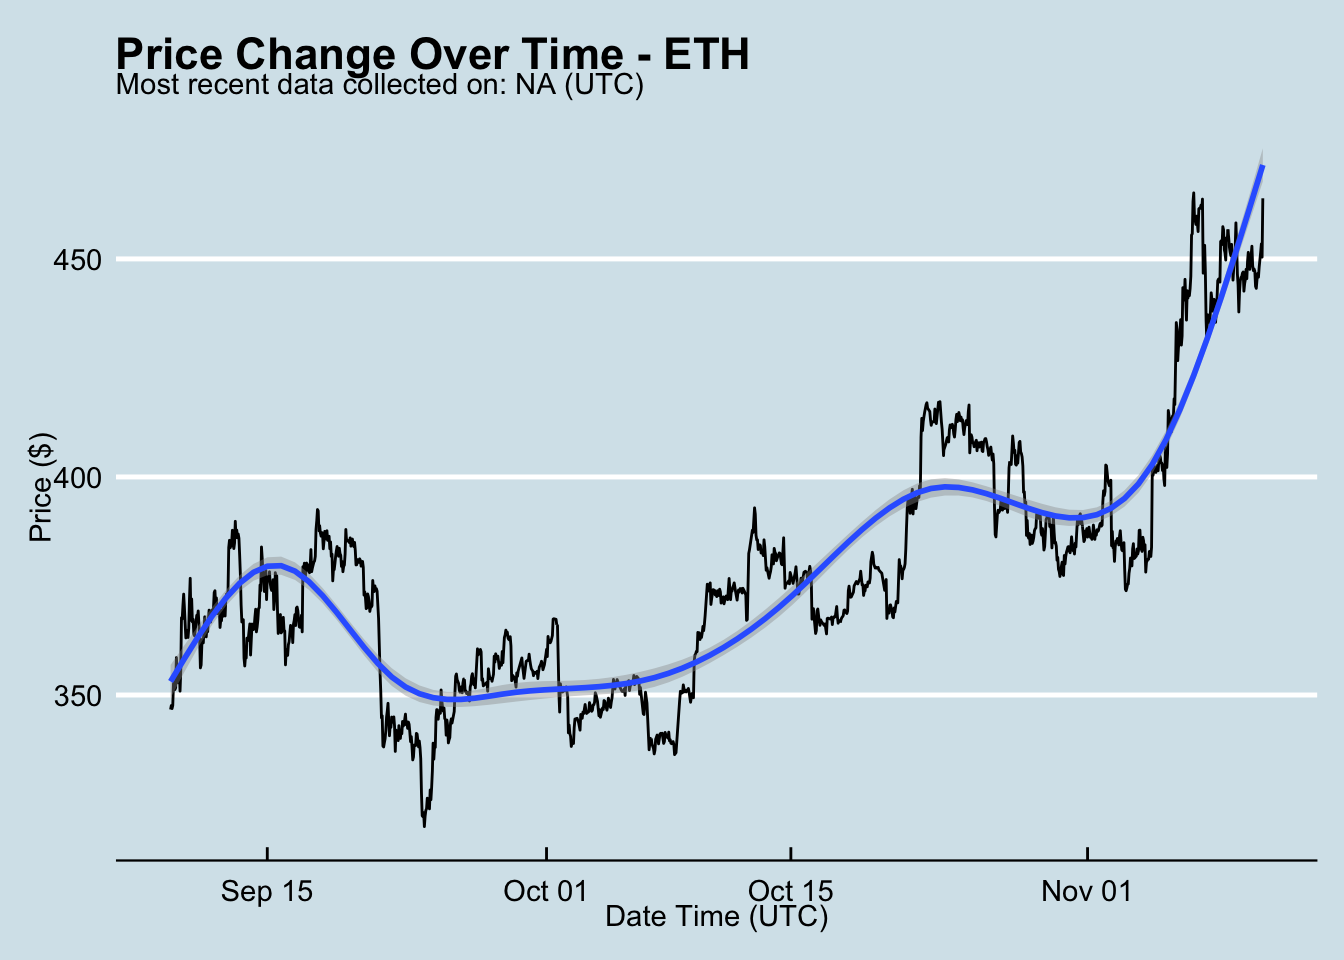 Price Change Over Time - ETH
Most recent data collected on: NA (UTC)
Price ($)
450
400
350
Sep 15
Oct 01
Oct 15
Nov 01
Date Time (UTC)